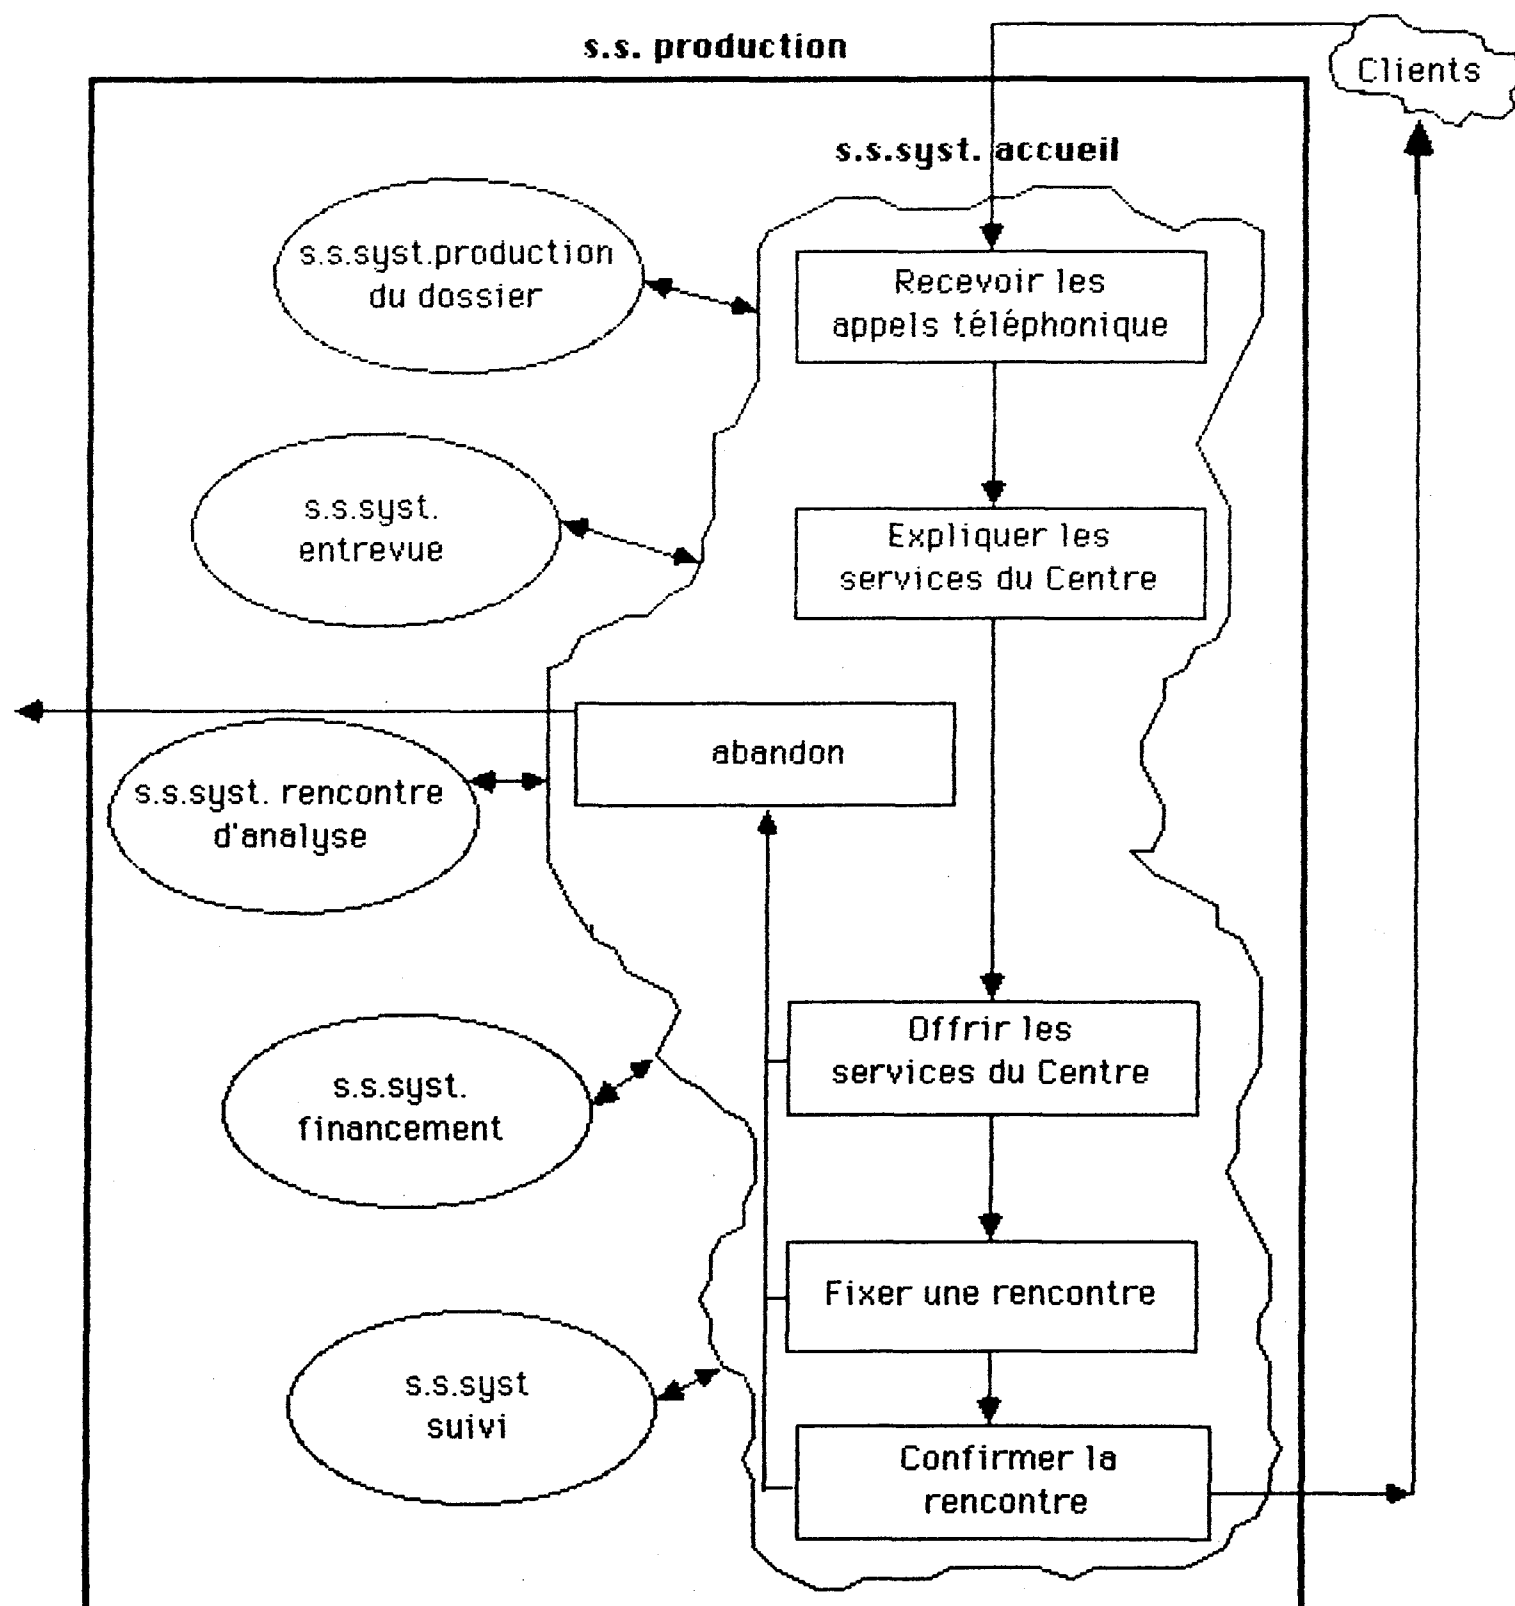 s.s. production
Clients
s.s.syst. accueil
s.s.syst.production
du dossier
Recevoir les
appels téléphonique
s.s.syst.
entrevue
Expliquer les
services du Centre
abandon
s.s.syst. rencontre
d'analyse
Offrir les
services du Centre
s.s.syst.
financement
Fixer une rencontre
s.s.syst
suivi
Confirmer la
rencontre